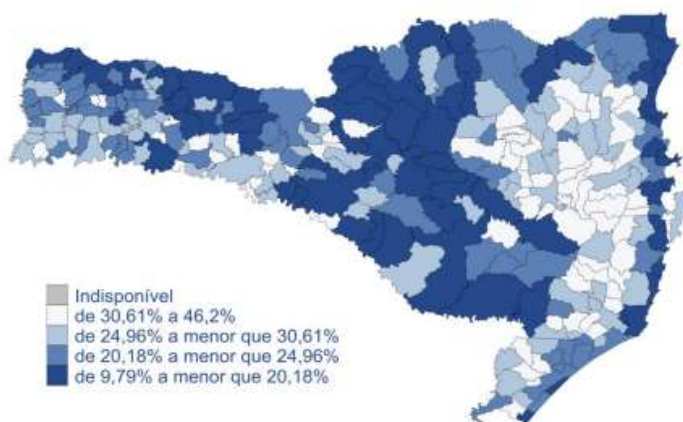 Indisponível
de 30,61% a 46,2%
de 24,96% a menor que 30,61%
de 20,18% a menor que 24,96%
de 9,79% a menor que 20,18%